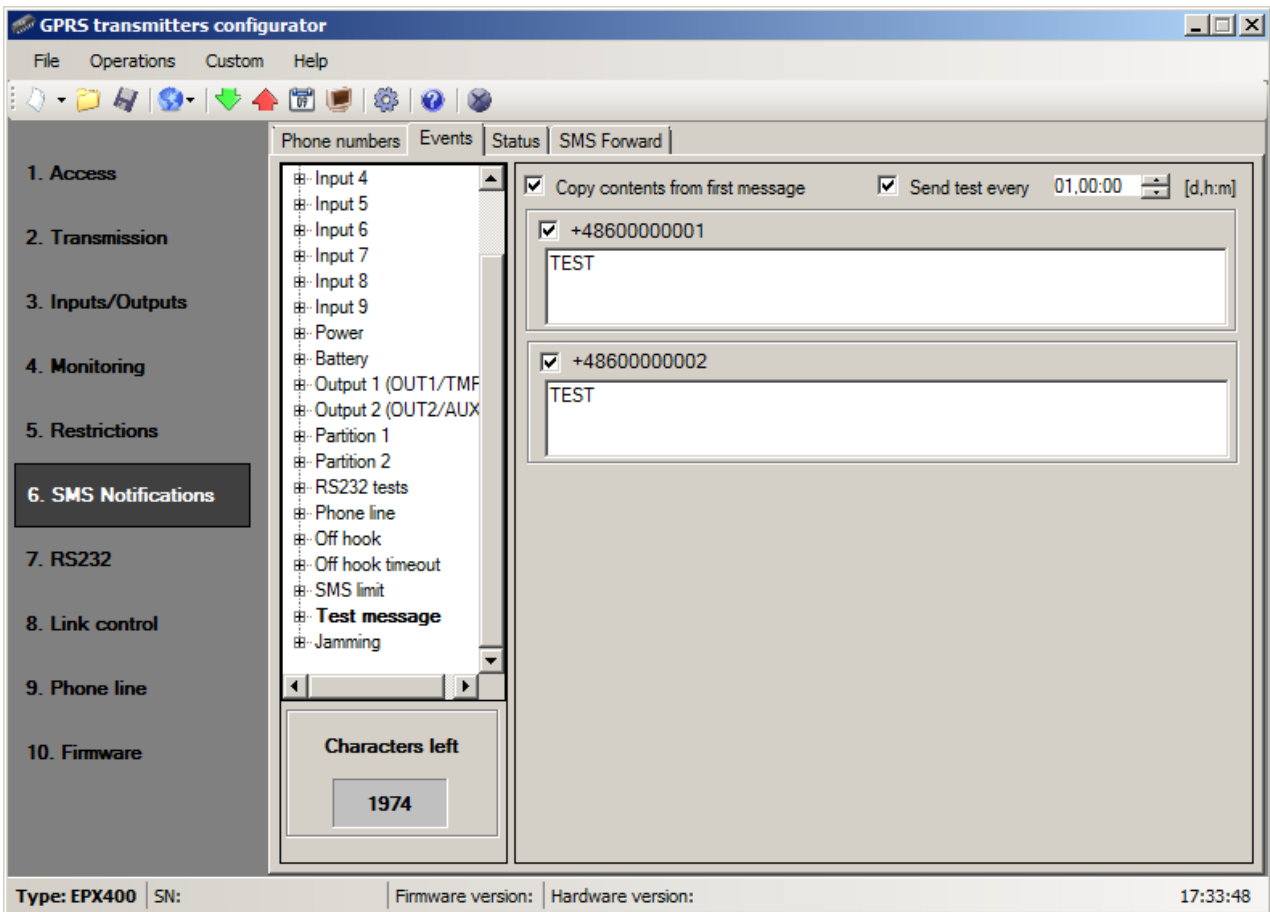 GPRS transmitters configurator
File Operations Custom Help
Phone numbers Events Status SMS Forward
1. Access
2. Transmission
3. Inputs/Outputs
4. Monitoring
5. Restrictions
6. SMS Notifications
7. RS232
8. Link control
9. Phone line
10. Firmware
Input 4
Input 5
Input 6
Input 7
Input 8
Input 9
Power
Battery
Output 1 (OUT1/TMP
Output 2 (OUT2/AUX
Partition 1
Partition 2
RS232 tests
Phone line
Off hook
Off hook timeout
SMS limit
Test message
Jamming
Characters left
1974
Copy contents from first message Send test every 01,00:00 [d,h:m]
+48600000001
TEST
+48600000002
TEST
Type: EPX400 SN: Firmware version: Hardware version: 17:33:48